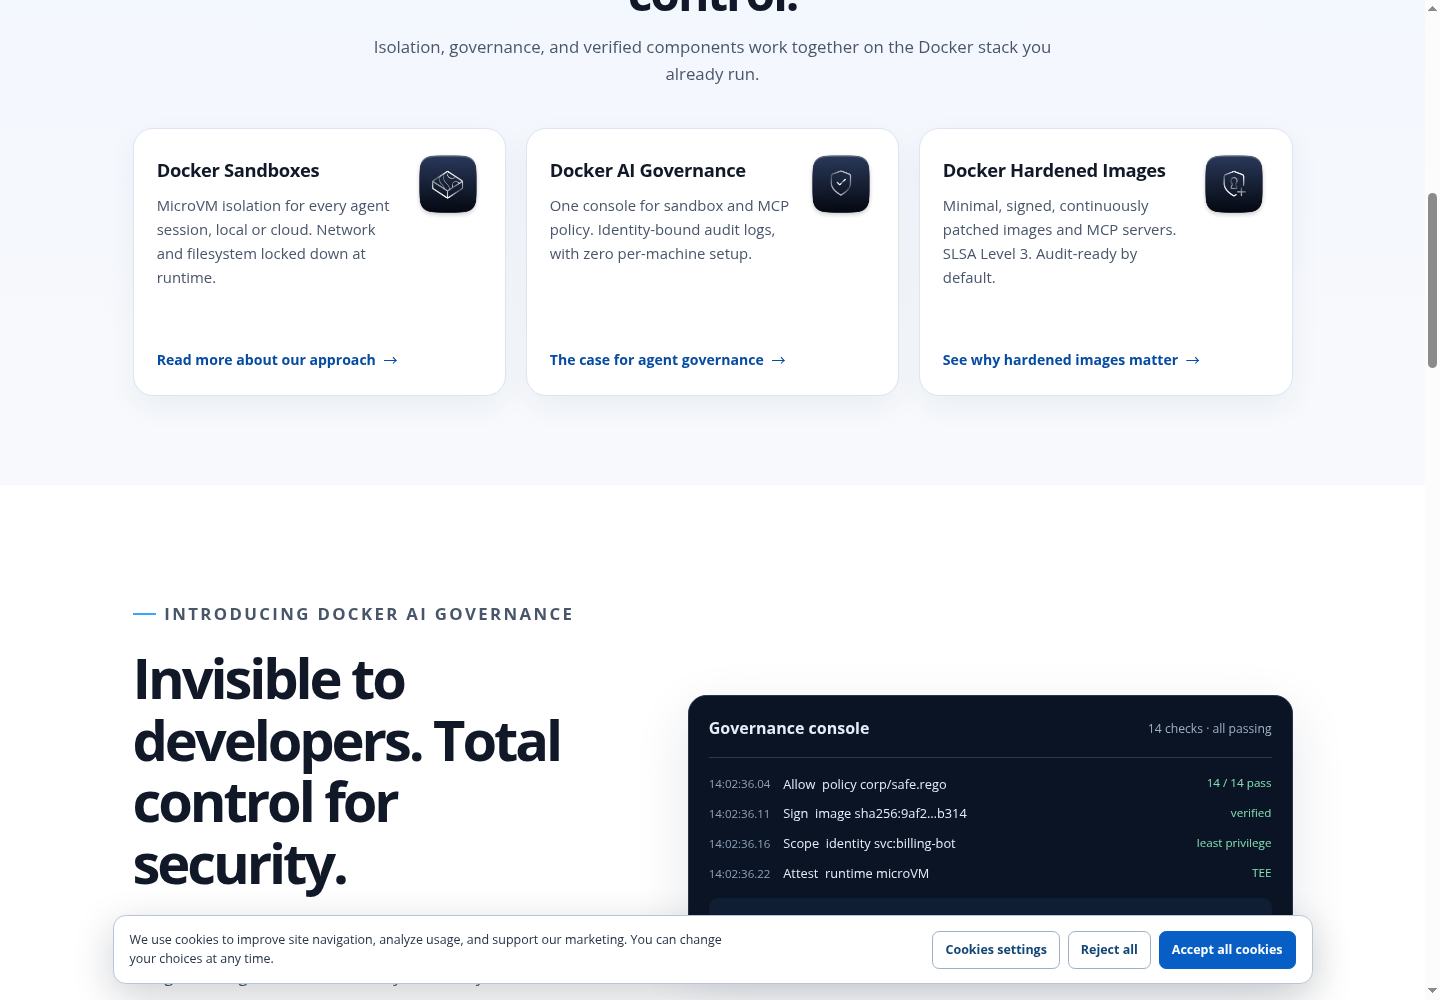 control.
Isolation, governance, and verified components work together on the Docker stack you
already run.
Docker Sandboxes
MicroVM isolation for every agent
session, local or cloud. Network
and filesystem locked down at
runtime.
Read more about our approach →
Docker AI Governance
One console for sandbox and MCP
policy. Identity-bound audit logs,
with zero per-machine setup.
The case for agent governance →
Docker Hardened Images
Minimal, signed, continuously
patched images and MCP servers.
SLSA Level 3. Audit-ready by
default.
See why hardened images matter →
INTRODUCING DOCKER AI GOVERNANCE
Invisible to
developers. Total
control for
security.
Governance console
14 checks · all passing
14:02:36.04 Allow policy corp/safe.rego 14 / 14 pass
14:02:36.11 Sign image sha256:9af2…b314 verified
14:02:36.16 Scope identity svc:billing-bot least privilege
14:02:36.22 Attest runtime microVM TEE
We use cookies to improve site navigation, analyze usage, and support our marketing. You can change
your choices at any time.
Cookies settings
Reject all
Accept all cookies